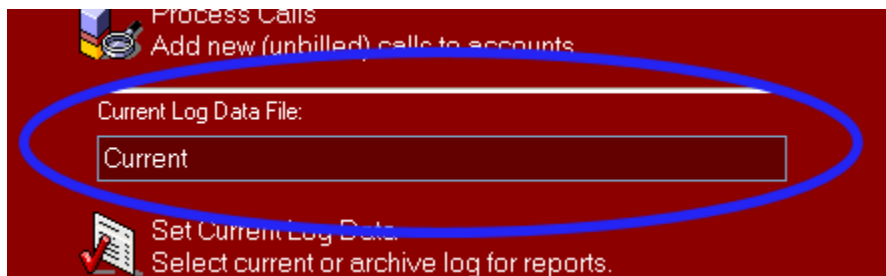 Process Calls
Add new (unbilled) calls to accounts
Current Log Data File:
Current
Set Current Log Data
Select current or archive log for reports.